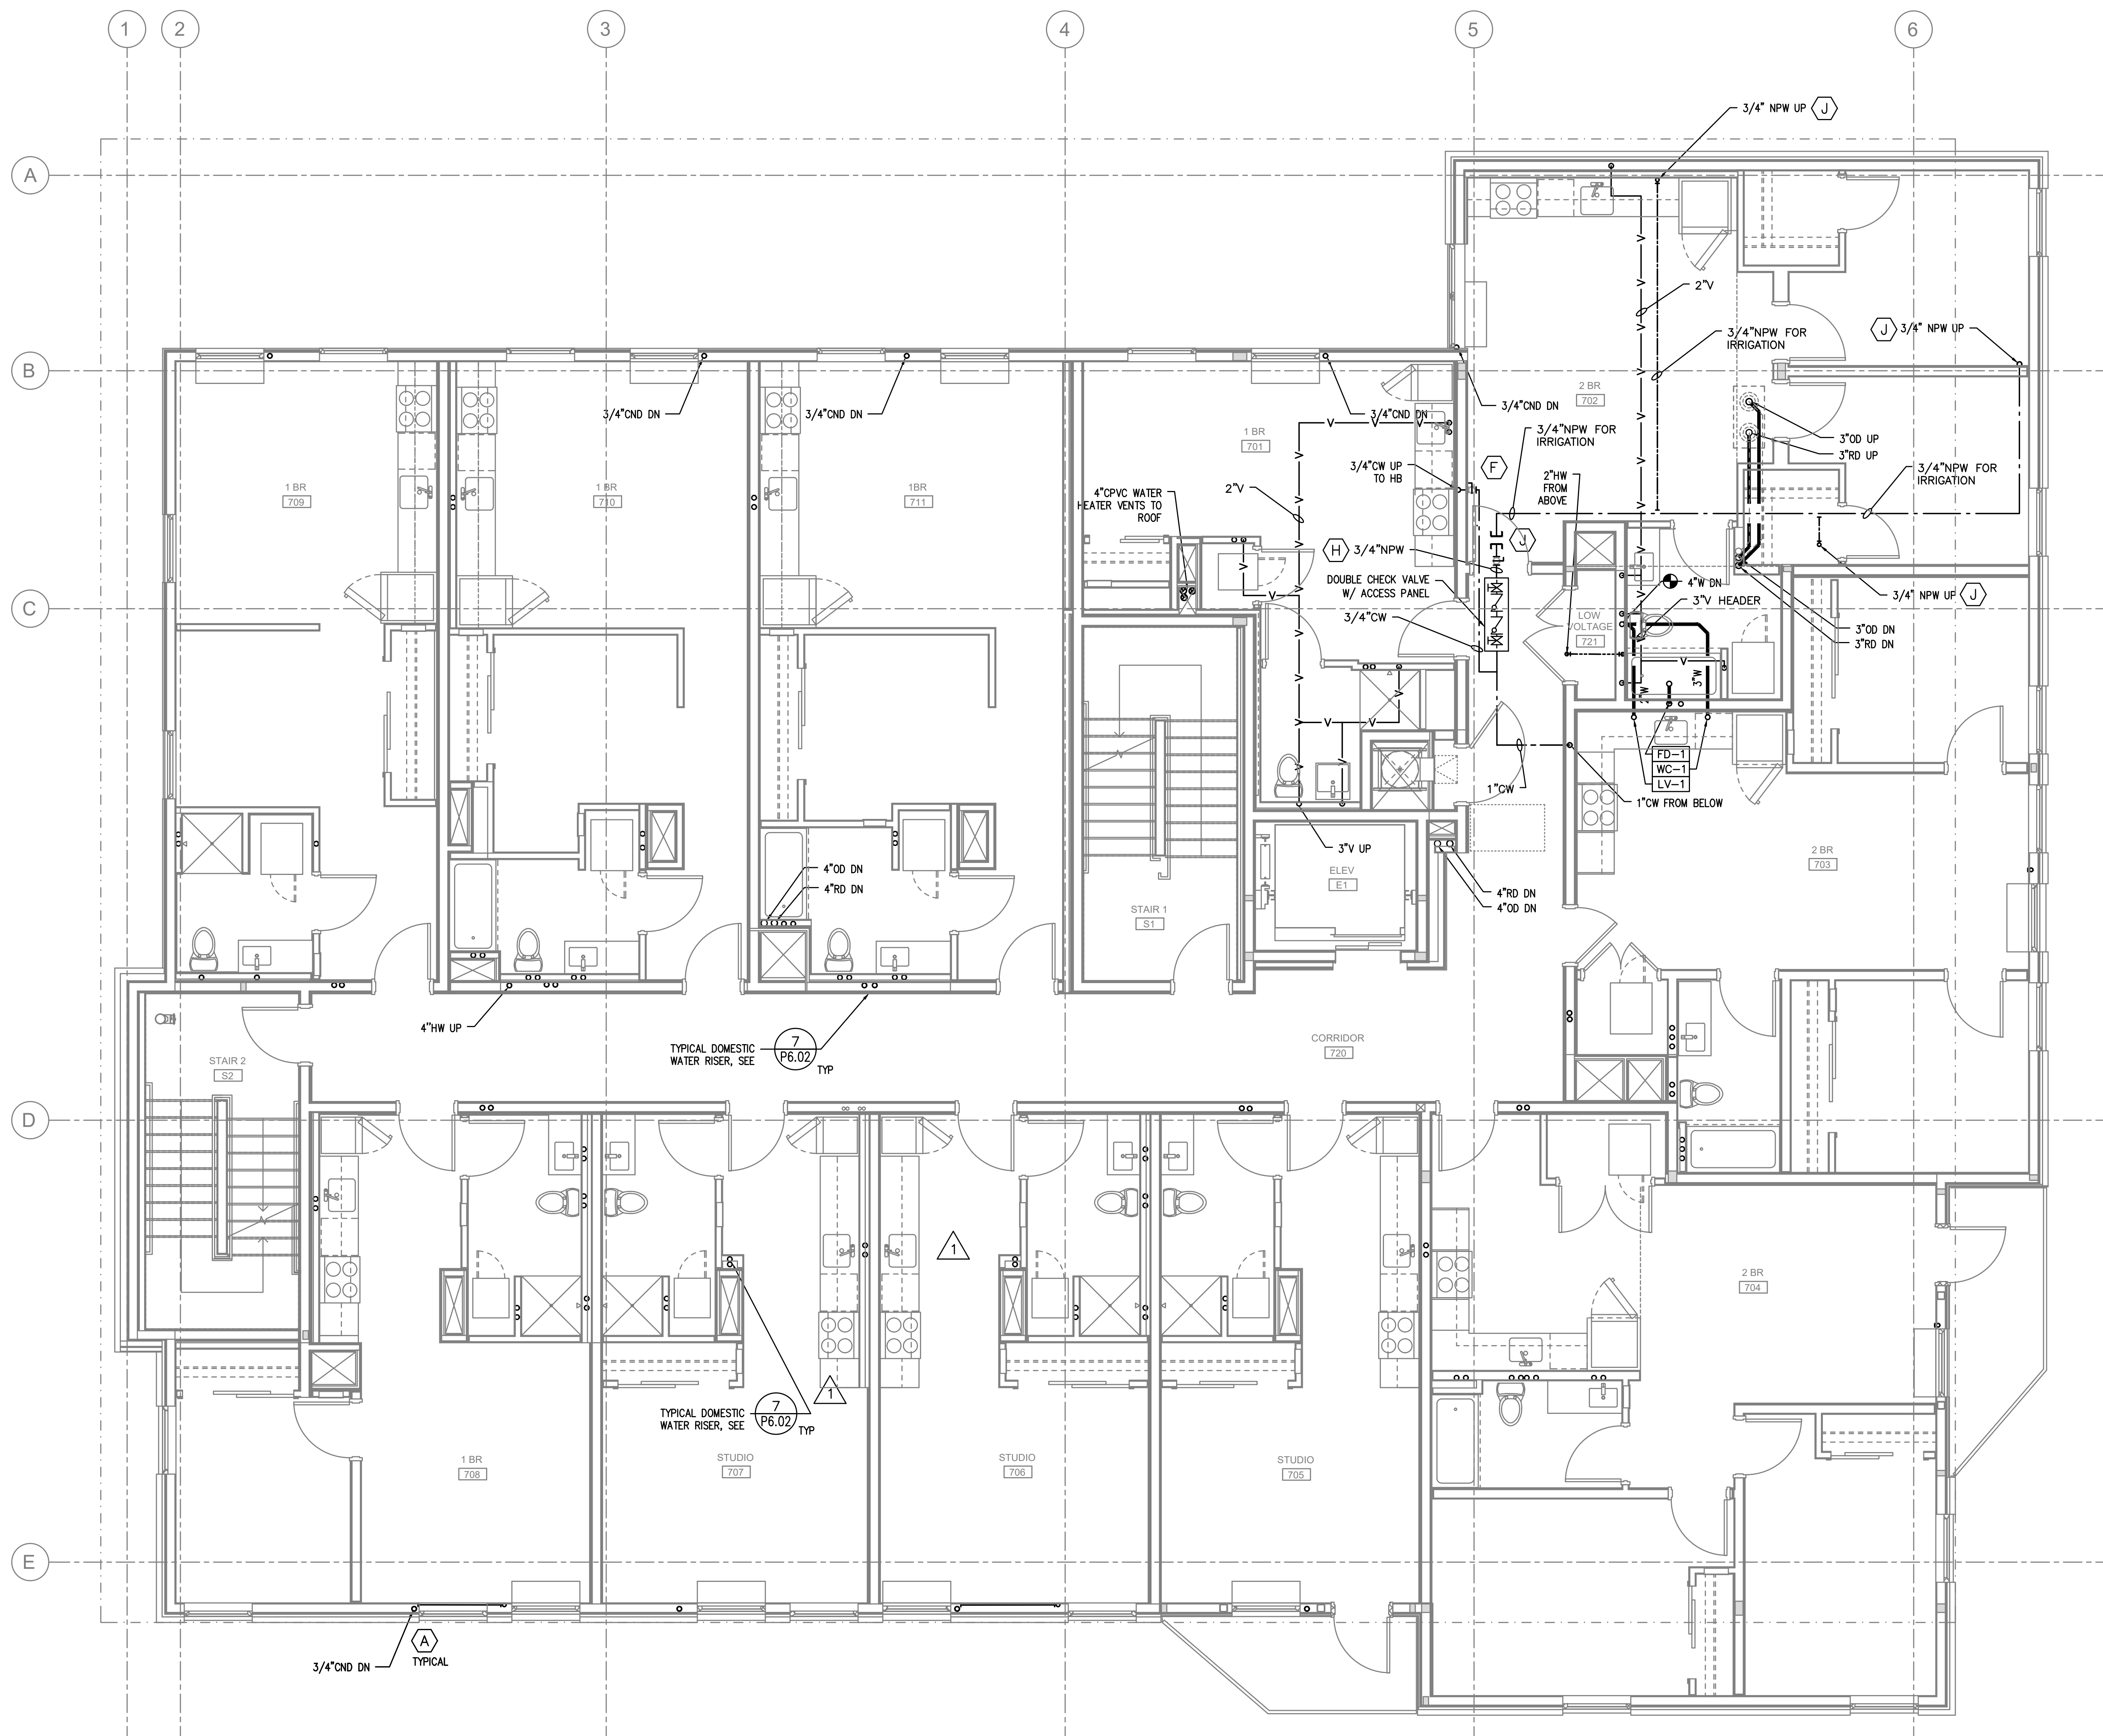 1
2
3
4
5
6
A
B
C
D
E
3/4" NPW UP
J
2"V
3/4"NPW FOR
IRRIGATION
J
3/4" NPW UP
3/4"CND DN
3/4"CND DN
3/4"CND DN
3/4"CND DN
2 BR
702
1 BR
701
3/4"NPW FOR
IRRIGATION
3"OD UP
3"RD UP
3/4"CW UP
TO HB
F
2"HW
FROM
ABOVE
3/4"NPW FOR
IRRIGATION
1 BR
709
1 BR
710
1BR
711
4"CPVC WATER
HEATER VENTS TO
ROOF
2"V
H
3/4"NPW
J
DOUBLE CHECK VALVE
W/ ACCESS PANEL
3/4"CW
4"W DN
3"V HEADER
LOW
VOLTAGE
721
3/4" NPW UP
J
3"OD DN
3"RD DN
2"W
3"W
V
V
V
V
FD-1
WC-1
LV-1
1"CW
1"CW FROM BELOW
3"V UP
4"OD DN
4"RD DN
ELEV
E1
4"RD DN
4"OD DN
2 BR
703
STAIR 1
S1
4"HW UP
TYPICAL DOMESTIC
WATER RISER, SEE
7
P6.02
TYP
CORRIDOR
720
STAIR 2
S2
1
2 BR
704
1
TYPICAL DOMESTIC
WATER RISER, SEE
7
P6.02
TYP
1 BR
708
STUDIO
707
STUDIO
706
STUDIO
705
A
TYPICAL
3/4"CND DN